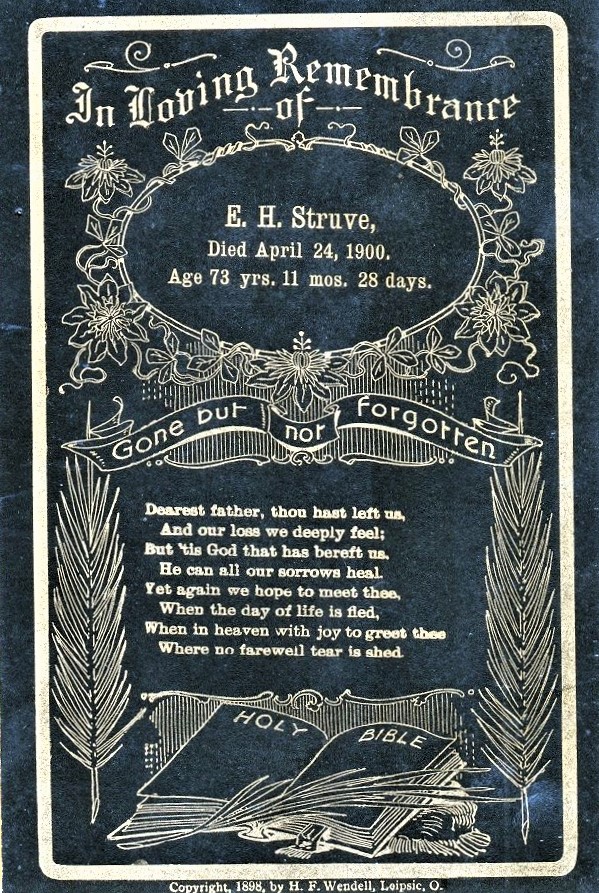 In Loving Remembrance
of
E. H. Struve,
Died April 24, 1900.
Age 73 yrs. 11 mos. 28 days.
Gone but not forgotten
Dearest father, thou hast left us,
And our loss we deeply feel;
But 'tis God that has bereft us,
He can all our sorrows heal.
Yet again we hope to meet thee,
When the day of life is fled,
When in heaven with joy to greet thee
Where no farewell tear is shed.
HOLY BIBLE
Copyright, 1898, by H. F. Wendell, Leipsic, O.